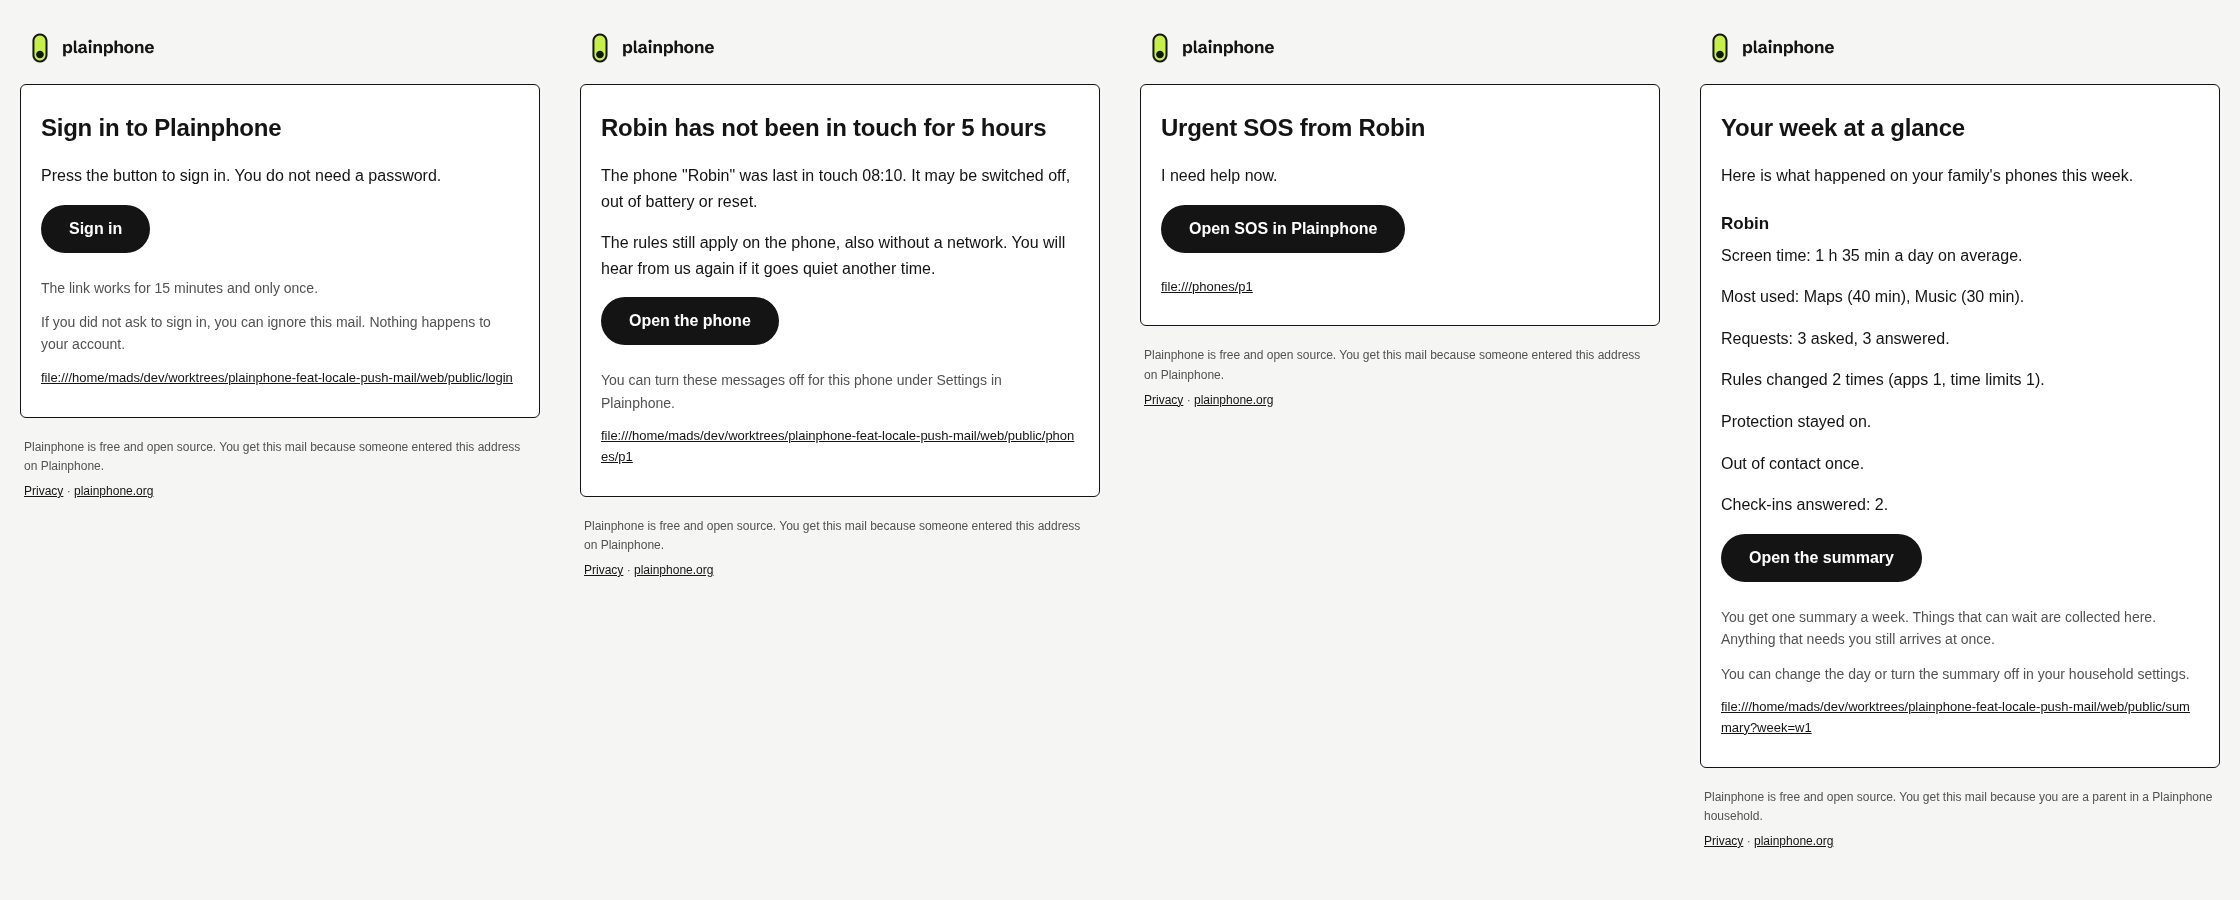 plainphone
Sign in to Plainphone
Press the button to sign in. You do not need a password.
Sign in
The link works for 15 minutes and only once.
If you did not ask to sign in, you can ignore this mail. Nothing happens to
your account.
file:///home/mads/dev/worktrees/plainphone-feat-locale-push-mail/web/public/login
Plainphone is free and open source. You get this mail because someone entered this address
on Plainphone.
Privacy · plainphone.org
plainphone
Robin has not been in touch for 5 hours
The phone "Robin" was last in touch 08:10. It may be switched off,
out of battery or reset.
The rules still apply on the phone, also without a network. You will
hear from us again if it goes quiet another time.
Open the phone
You can turn these messages off for this phone under Settings in
Plainphone.
file:///home/mads/dev/worktrees/plainphone-feat-locale-push-mail/web/public/phon
es/p1
Plainphone is free and open source. You get this mail because someone entered this address
on Plainphone.
Privacy · plainphone.org
plainphone
Urgent SOS from Robin
I need help now.
Open SOS in Plainphone
file:///phones/p1
Plainphone is free and open source. You get this mail because someone entered this address
on Plainphone.
Privacy · plainphone.org
plainphone
Your week at a glance
Here is what happened on your family's phones this week.
Robin
Screen time: 1 h 35 min a day on average.
Most used: Maps (40 min), Music (30 min).
Requests: 3 asked, 3 answered.
Rules changed 2 times (apps 1, time limits 1).
Protection stayed on.
Out of contact once.
Check-ins answered: 2.
Open the summary
You get one summary a week. Things that can wait are collected here.
Anything that needs you still arrives at once.
You can change the day or turn the summary off in your household settings.
file:///home/mads/dev/worktrees/plainphone-feat-locale-push-mail/web/public/sum
mary?week=w1
Plainphone is free and open source. You get this mail because you are a parent in a Plainphone
household.
Privacy · plainphone.org